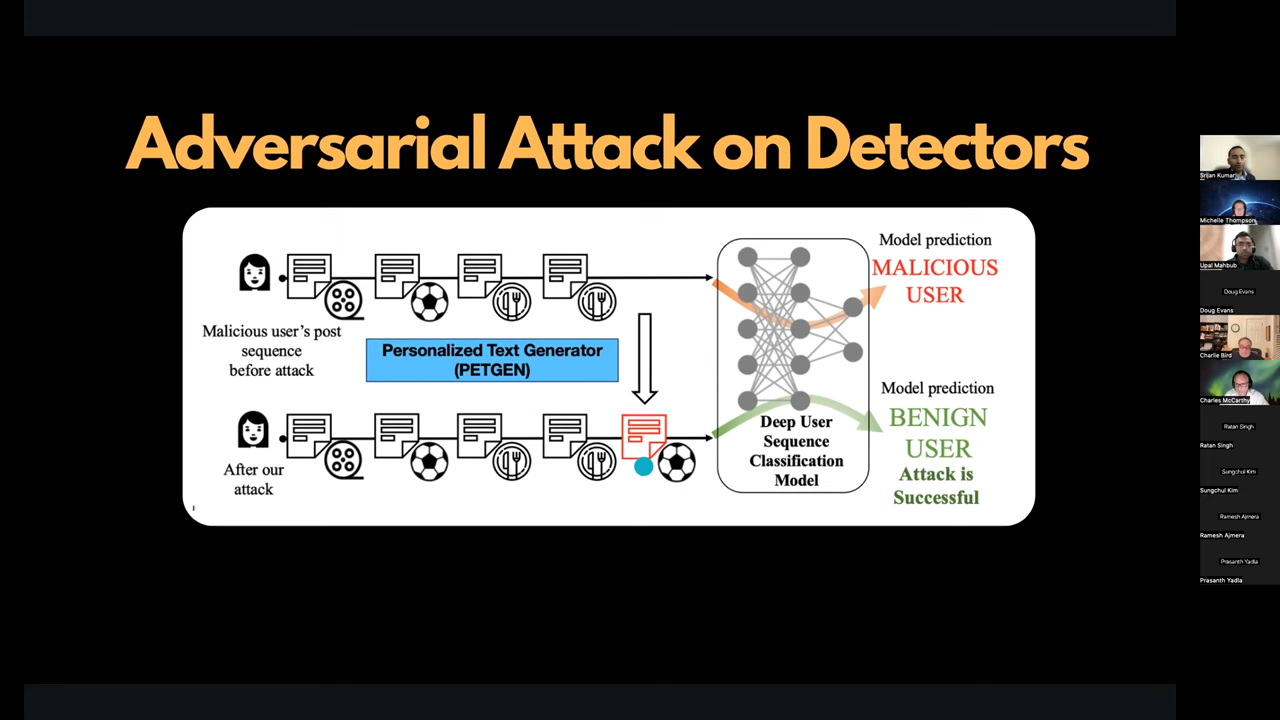 Adversarial Attack on Detectors
Malicious user's post
sequence
before attack
Personalized Text Generator
(PETGEN)
After our
attack
Deep User
Sequence
Classification
Model
Model prediction
MALICIOUS
USER
Model prediction
BENIGN
USER
Attack is
Successful
Srijan Kumar
Michelle Thompson
Upal Mahbub
Doug Evans
Doug Evans
Charlie Bird
Charles McCarthy
Ratan Singh
Ratan Singh
Sungchul Kim
Sungchul Kim
Ramesh Ajmera
Ramesh Ajmera
Prasanth Yadla
Prasanth Yadla